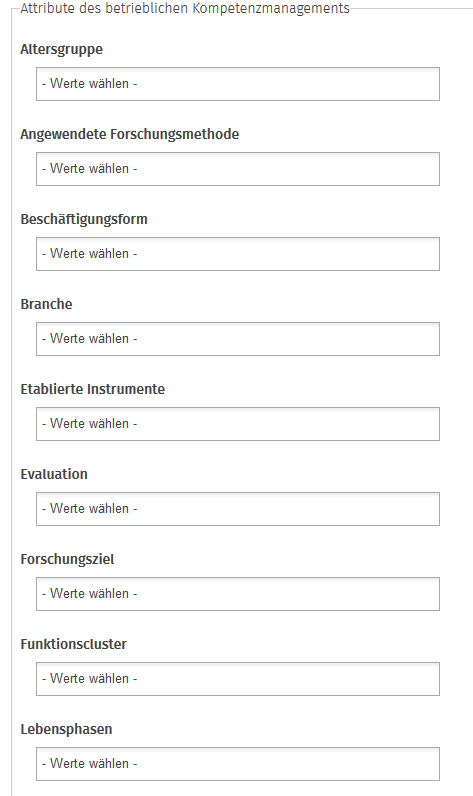 Attribute des betrieblichen Kompetenzmanagements
Altersgruppe
- Werte wählen -
Angewendete Forschungsmethode
- Werte wählen -
Beschäftigungsform
- Werte wählen -
Branche
- Werte wählen -
Etablierte Instrumente
- Werte wählen -
Evaluation
- Werte wählen -
Forschungsziel
- Werte wählen -
Funktionscluster
- Werte wählen -
Lebensphasen
- Werte wählen -